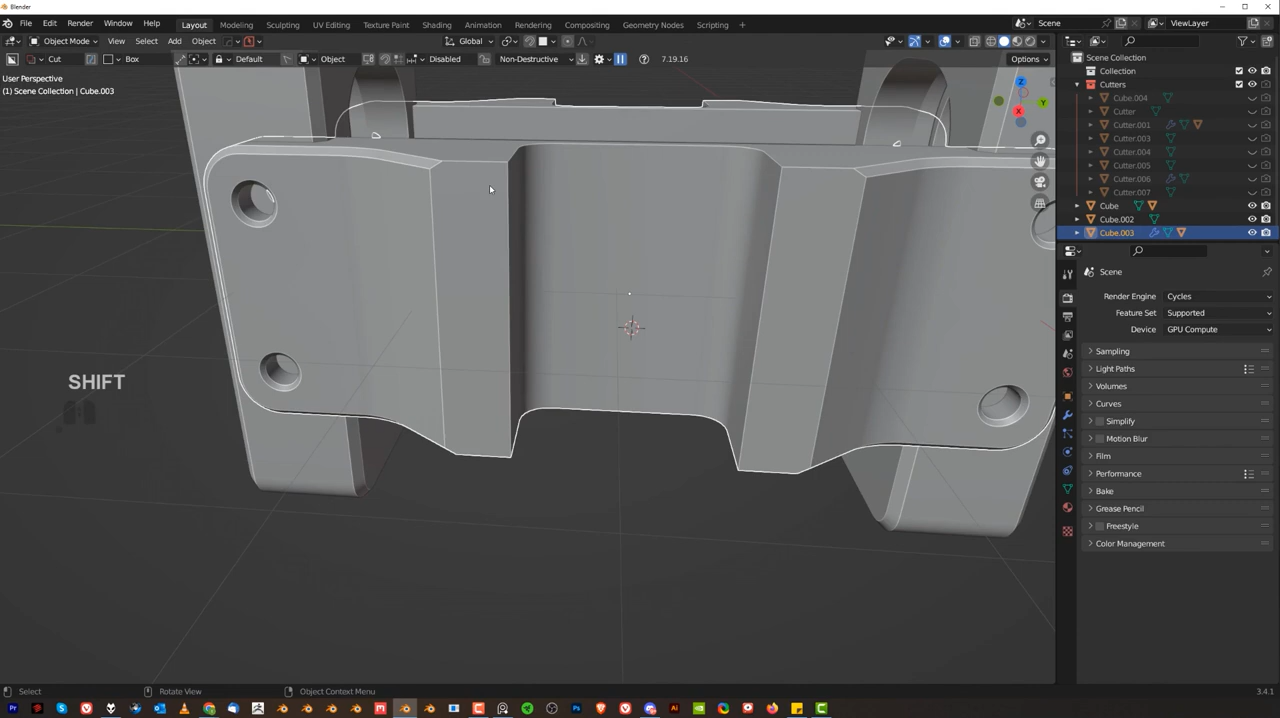 Blender
File Edit Render Window Help
Layout Modeling Sculpting UV Editing Texture Paint Shading Animation Rendering Compositing Geometry Nodes Scripting +
Scene
ViewLayer
Object Mode View Select Add Object
Global
Cut Box Default Object Disabled Non-Destructive 7.19.16
Options
User Perspective
(1) Scene Collection | Cube.003
X
Y
Z
SHIFT
Scene Collection
Collection
Cutters
Cube.004
Cutter
Cutter.001
Cutter.003
Cutter.004
Cutter.005
Cutter.006
Cutter.007
Cube
Cube.002
Cube.003
Scene
Render Engine Cycles
Feature Set Supported
Device GPU Compute
Sampling
Light Paths
Volumes
Curves
Simplify
Motion Blur
Film
Performance
Bake
Grease Pencil
Freestyle
Color Management
Select Rotate View Object Context Menu
3.4.1
Pr
Ps
Ai